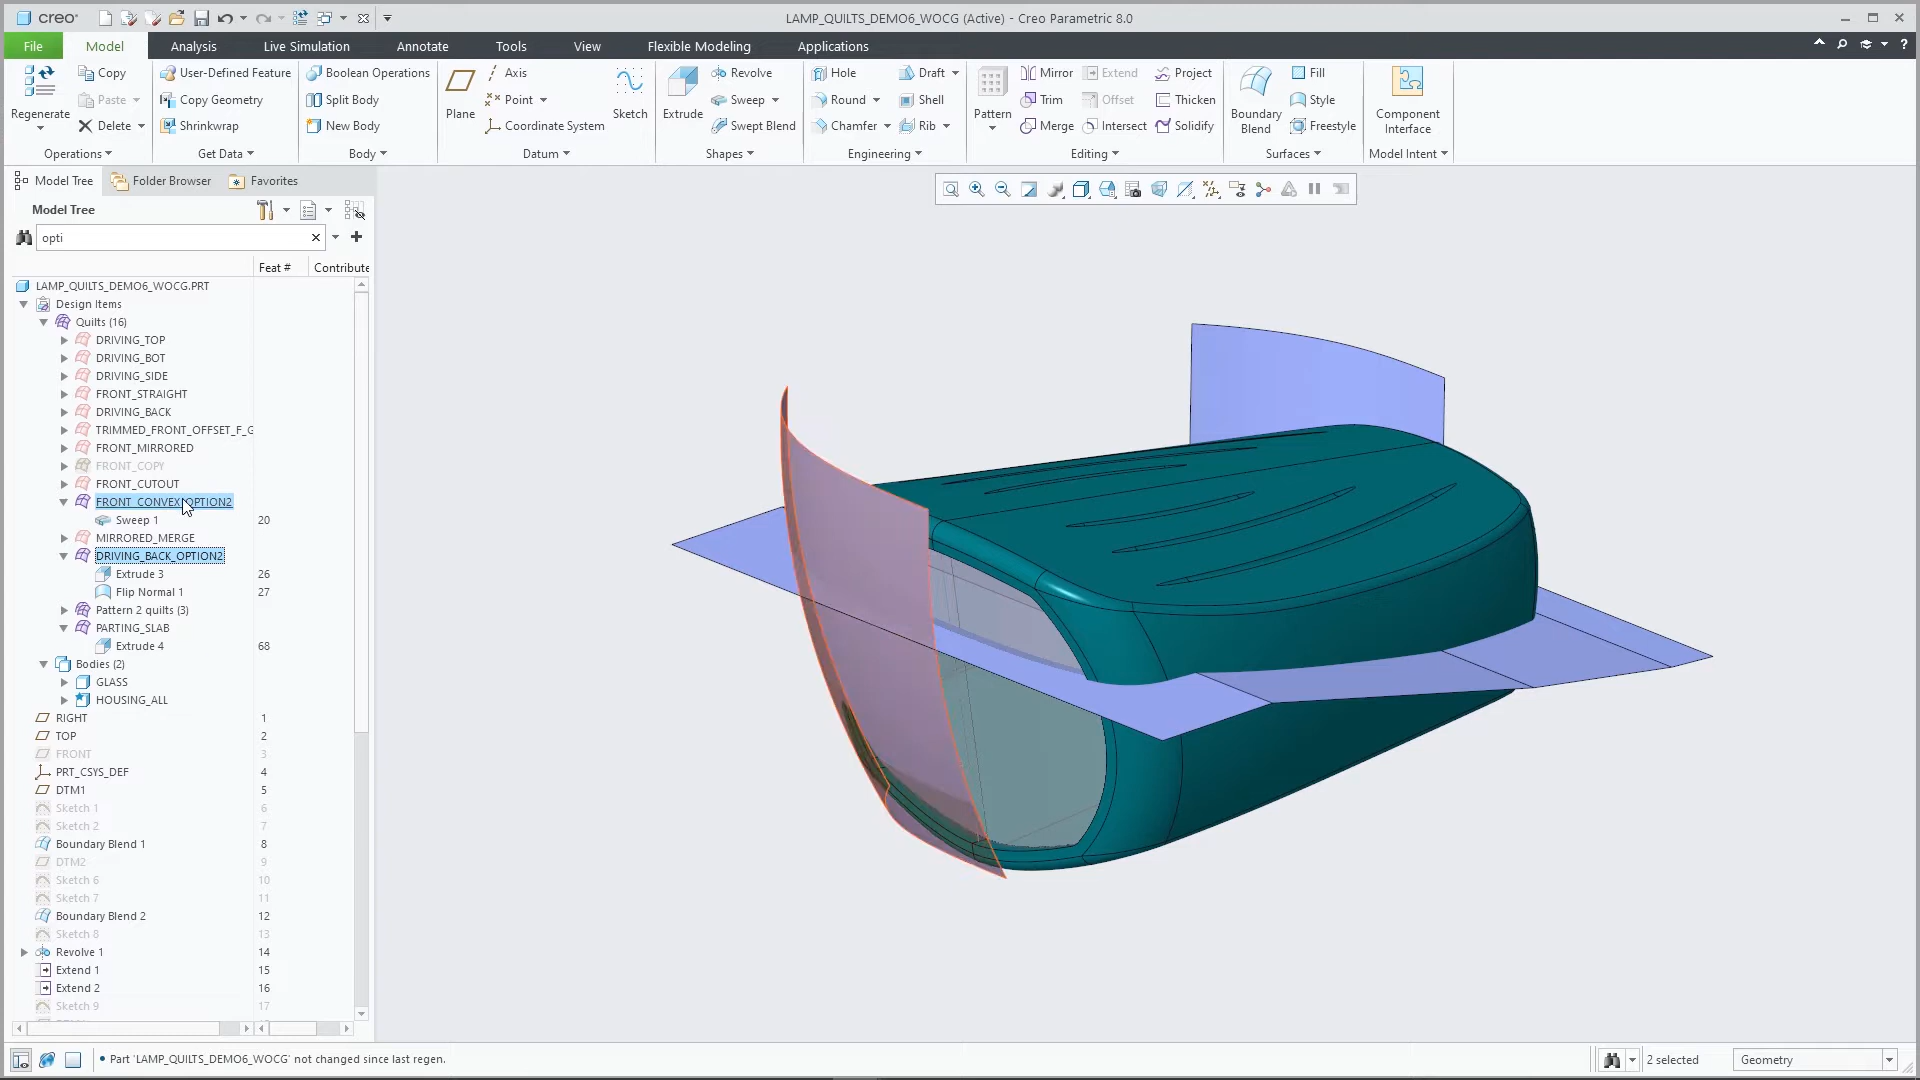 creo
LAMP_QUILTS_DEMO6_WOCG (Active) - Creo Parametric 8.0
File Model Analysis Live Simulation Annotate Tools View Flexible Modeling Applications
Regenerate Copy Paste Delete
User-Defined Feature Copy Geometry Shrinkwrap
Boolean Operations Split Body New Body
Plane Axis Point Coordinate System Sketch
Extrude Revolve Sweep Swept Blend
Hole Round Chamfer Draft Shell Rib
Pattern Mirror Trim Merge Extend Offset Intersect Project Thicken Solidify
Boundary Blend Fill Style Freestyle
Component Interface
Operations Get Data Body Datum Shapes Engineering Editing Surfaces Model Intent
Model Tree Folder Browser Favorites
Model Tree
opti
Feat # Contribute
LAMP_QUILTS_DEMO6_WOCG.PRT
Design Items
Quilts (16)
DRIVING_TOP
DRIVING_BOT
DRIVING_SIDE
FRONT_STRAIGHT
DRIVING_BACK
TRIMMED_FRONT_OFFSET_F_G
FRONT_MIRRORED
FRONT_COPY
FRONT_CUTOUT
FRONT_CONVEX_OPTION2
Sweep 1 20
MIRRORED_MERGE
DRIVING_BACK_OPTION2
Extrude 3 26
Flip Normal 1 27
Pattern 2 quilts (3)
PARTING_SLAB
Extrude 4 68
Bodies (2)
GLASS
HOUSING_ALL
RIGHT 1
TOP 2
FRONT 3
PRT_CSYS_DEF 4
DTM1 5
Sketch 1 6
Sketch 2 7
Boundary Blend 1 8
DTM2 9
Sketch 6 10
Sketch 7 11
Boundary Blend 2 12
Sketch 8 13
Revolve 1 14
Extend 1 15
Extend 2 16
Sketch 9 17
• Part 'LAMP_QUILTS_DEMO6_WOCG' not changed since last regen.
2 selected Geometry